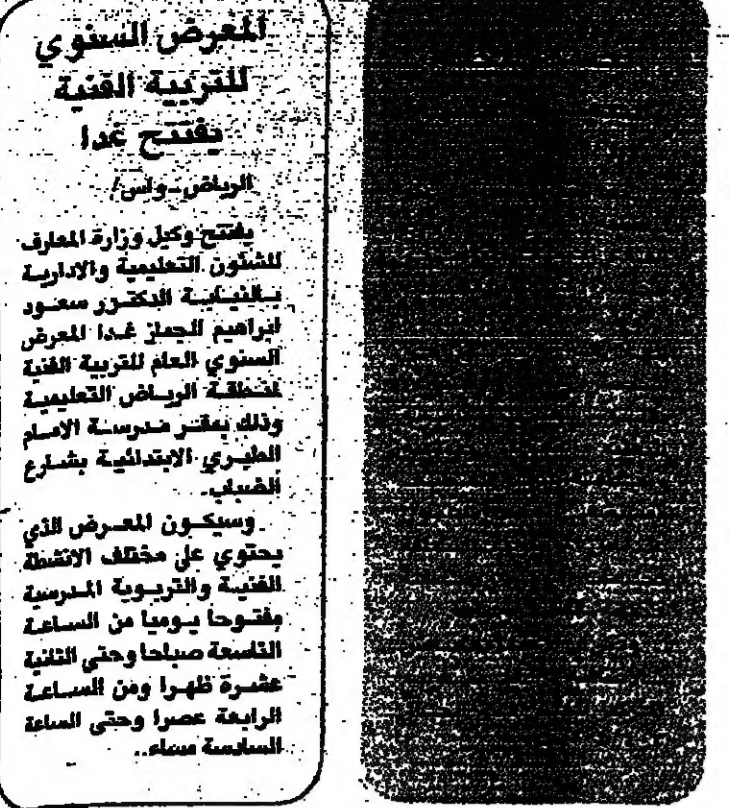 المعرض السنوي
للتربية الفنية
يفتتح غدا
الرياض - واس /
يفتتح وكيل وزارة المعارف
للشئون التعليمية والادارية
بالنيابة الدكتور سعود
ابراهيم الجماز غدا المعرض
السنوي العام للتربية الفنية
لمنطقة الرياض التعليمية
وذلك بمقر مدرسة الامام
الطبري الابتدائية بشارع
الضباب.
وسيكون المعرض الذي
يحتوي على مختلف الانشطة
الفنية والتربوية المدرسية
مفتوحا يوميا من الساعة
التاسعة صباحا وحتى الثانية
عشرة ظهرا ومن الساعة
الرابعة عصرا وحتى الساعة
السادسة مساء..